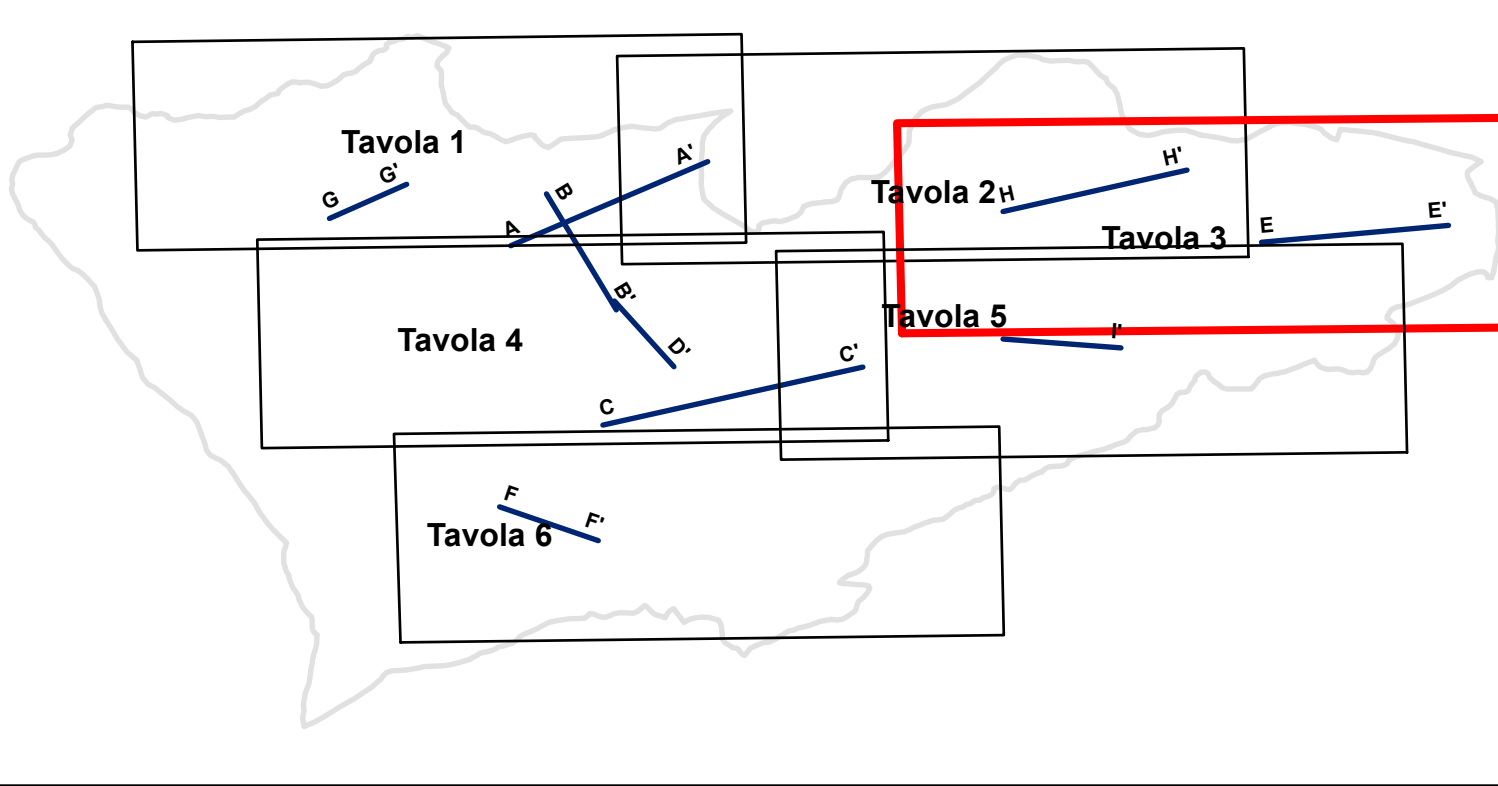 Tavola 1
A'
G'
G
B
A
H'
Tavola 2
H
E'
E
Tavola 3
B'
Tavola 5
I'
Tavola 4
D'
C'
C
F
F'
Tavola 6